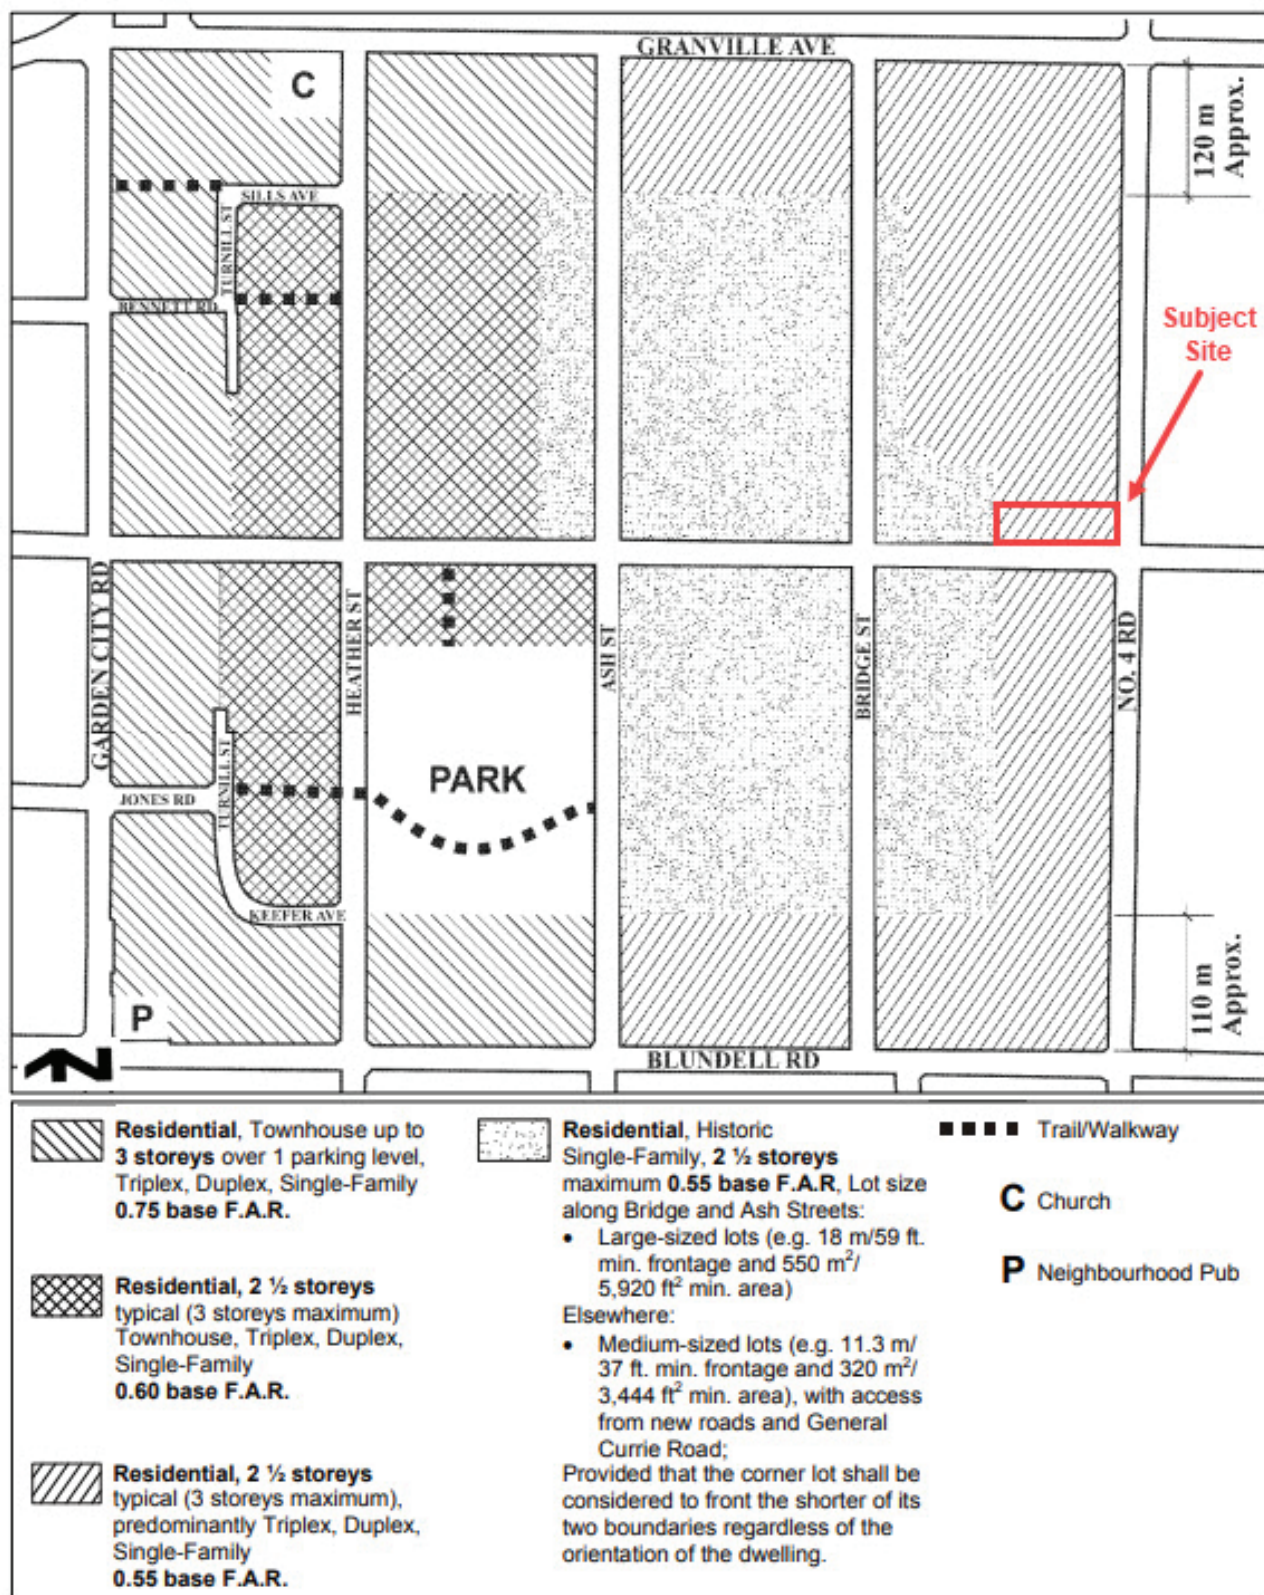 GRANVILLE AVE
C
120 m
Approx.
SILLS AVE
TURNILL ST
BENNETT RD
Subject
Site
GARDEN CITY RD
HEATHER ST
ASH ST
BRIDGE ST
NO. 4 RD
PARK
JONES RD
TURNILL ST
KEEFER AVE
110 m
Approx.
P
N
BLUNDELL RD
Residential, Townhouse up to
3 storeys over 1 parking level,
Triplex, Duplex, Single-Family
0.75 base F.A.R.
Residential, 2 ½ storeys
typical (3 storeys maximum)
Townhouse, Triplex, Duplex,
Single-Family
0.60 base F.A.R.
Residential, 2 ½ storeys
typical (3 storeys maximum),
predominantly Triplex, Duplex,
Single-Family
0.55 base F.A.R.
Residential, Historic
Single-Family, 2 ½ storeys
maximum 0.55 base F.A.R, Lot size
along Bridge and Ash Streets:
• Large-sized lots (e.g. 18 m/59 ft.
min. frontage and 550 m²/
5,920 ft² min. area)
Elsewhere:
• Medium-sized lots (e.g. 11.3 m/
37 ft. min. frontage and 320 m²/
3,444 ft² min. area), with access
from new roads and General
Currie Road;
Provided that the corner lot shall be
considered to front the shorter of its
two boundaries regardless of the
orientation of the dwelling.
Trail/Walkway
C Church
P Neighbourhood Pub